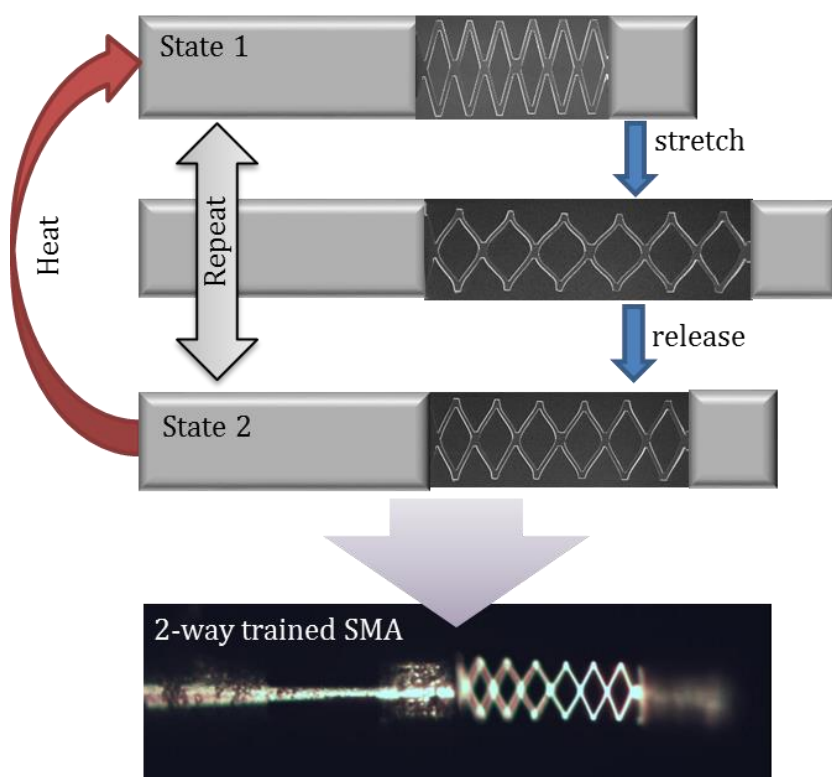 State 1
stretch
Heat
Repeat
release
State 2
2-way trained SMA